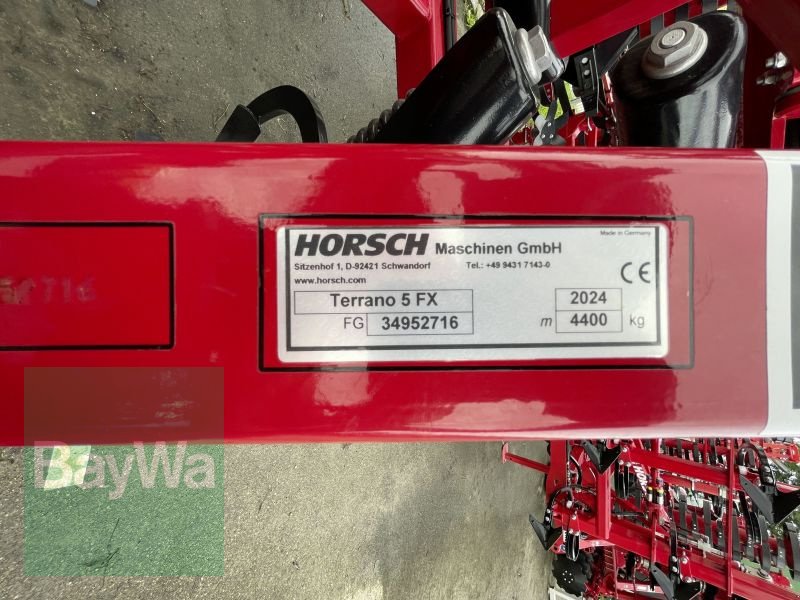 HORSCH Maschinen GmbH
Made in Germany
Sitzenhof 1, D-92421 Schwandorf Tel.: +49 9431 7143-0
www.horsch.com
CE
Terrano 5 FX 2024
FG 34952716 m 4400 kg
716
BayWa